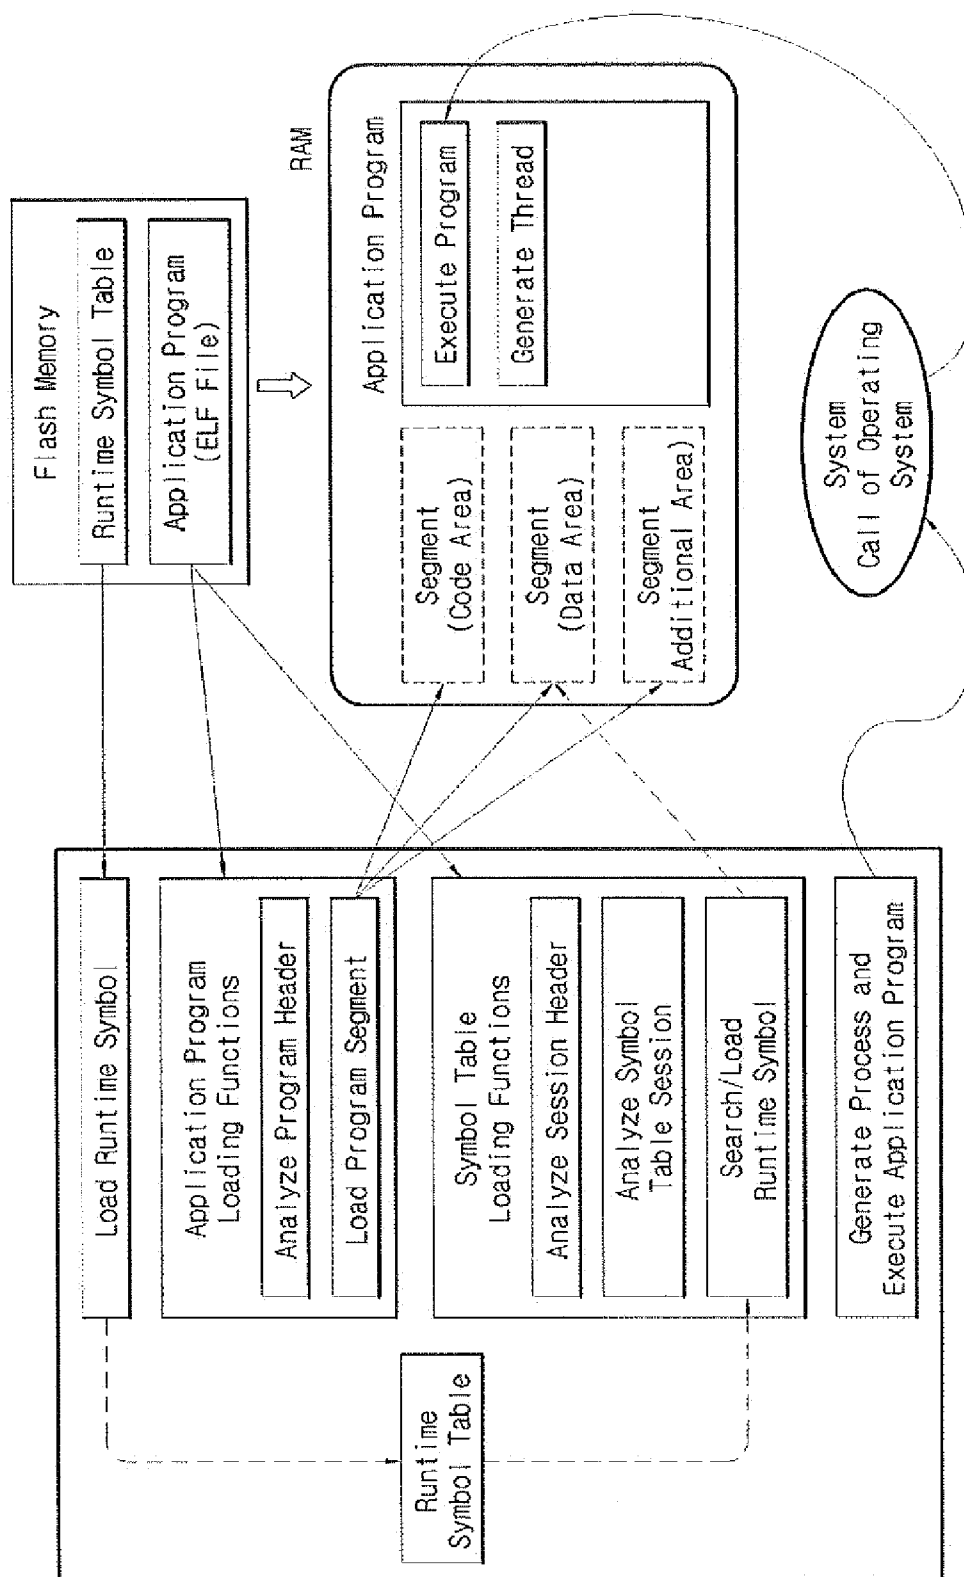 Load Runtime Symbol
Application Program
Loading Functions
Analyze Program Header
Load Program Segment
Runtime
Symbol Table
Symbol Table
Loading Functions
Analyze Session Header
Analyze Symbol
Table Session
Search/Load
Runtime Symbol
Generate Process and
Execute Application Program
Flash Memory
Runtime Symbol Table
Application Program
(ELF File)
RAM
Segment
(Code Area)
Segment
(Data Area)
Segment
Additional Area)
Application Program
Execute Program
Generate Thread
System
Call of Operating
System